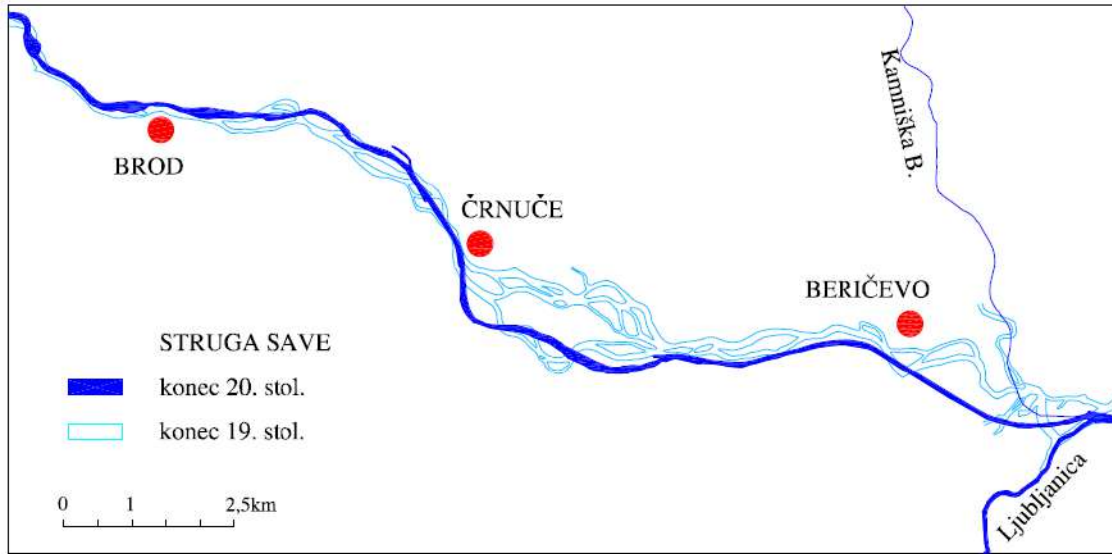 Kamniška B.
BROD
ČRNUČE
BERIČEVO
STRUGA SAVE
konec 20. stol.
konec 19. stol.
0 1 2,5km
Ljubljanica